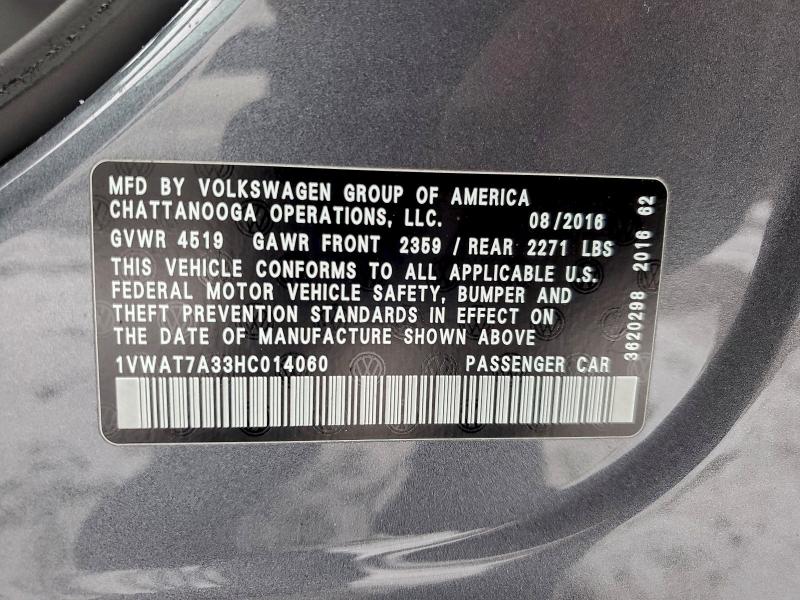 MFD BY VOLKSWAGEN GROUP OF AMERICA
CHATTANOOGA OPERATIONS, LLC. 08/2016
GVWR 4519 GAWR FRONT 2359 / REAR 2271 LBS
THIS VEHICLE CONFORMS TO ALL APPLICABLE U.S.
FEDERAL MOTOR VEHICLE SAFETY, BUMPER AND
THEFT PREVENTION STANDARDS IN EFFECT ON
THE DATE OF MANUFACTURE SHOWN ABOVE
1VWAT7A33HC014060 PASSENGER CAR
3620298 2016 62